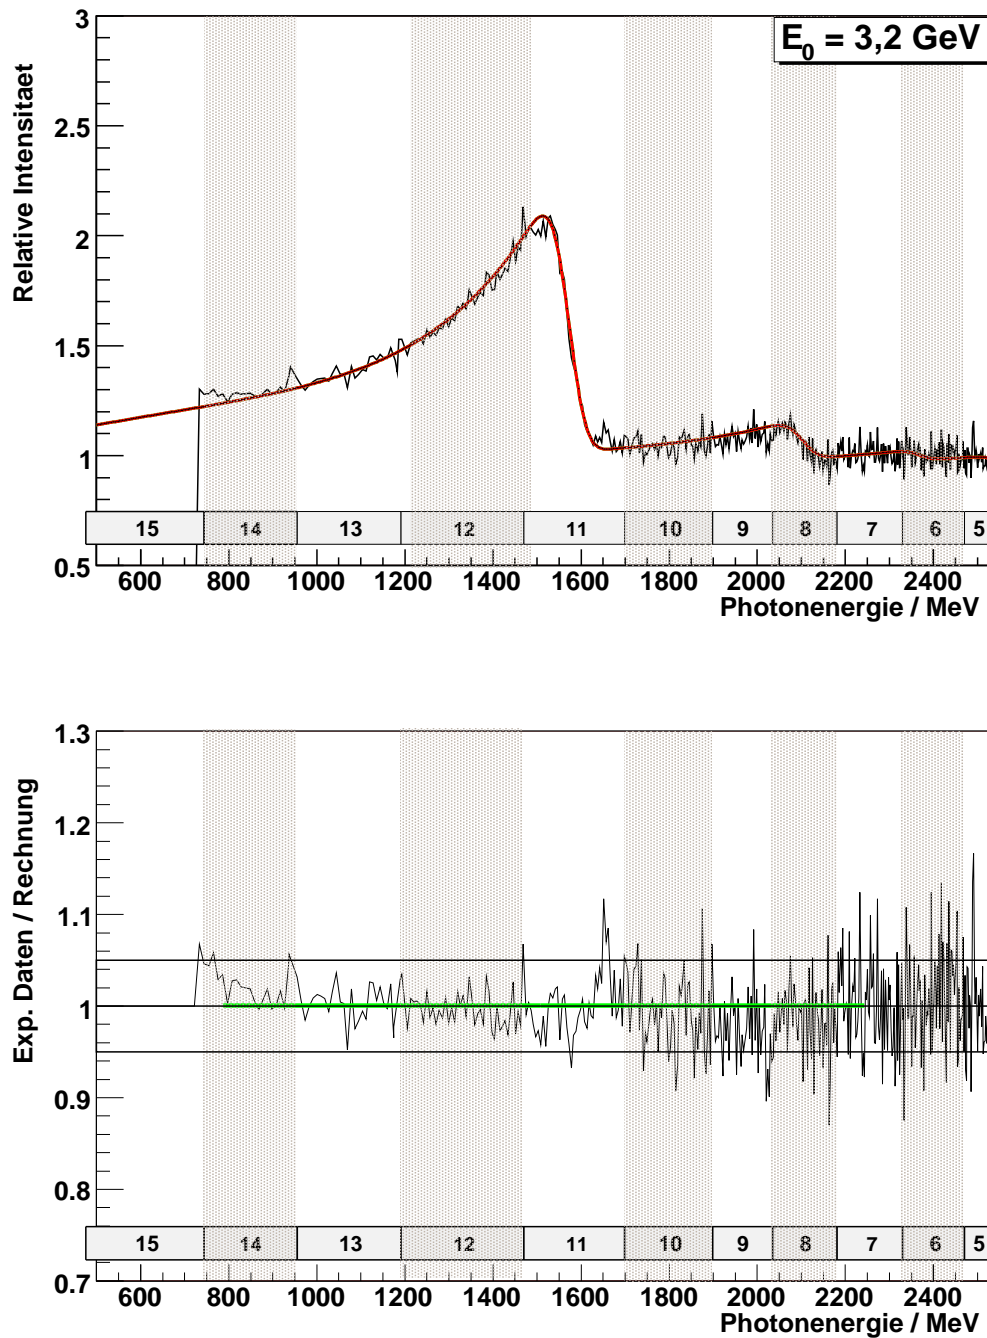 E0 = 3,2 GeV
Relative Intensitaet
3
2.5
2
1.5
1
0.5
15 14 13 12 11 10 9 8 7 6 5
600 800 1000 1200 1400 1600 1800 2000 2200 2400
Photonenergie / MeV
Exp. Daten / Rechnung
1.3
1.2
1.1
1
0.9
0.8
0.7
15 14 13 12 11 10 9 8 7 6 5
600 800 1000 1200 1400 1600 1800 2000 2200 2400
Photonenergie / MeV